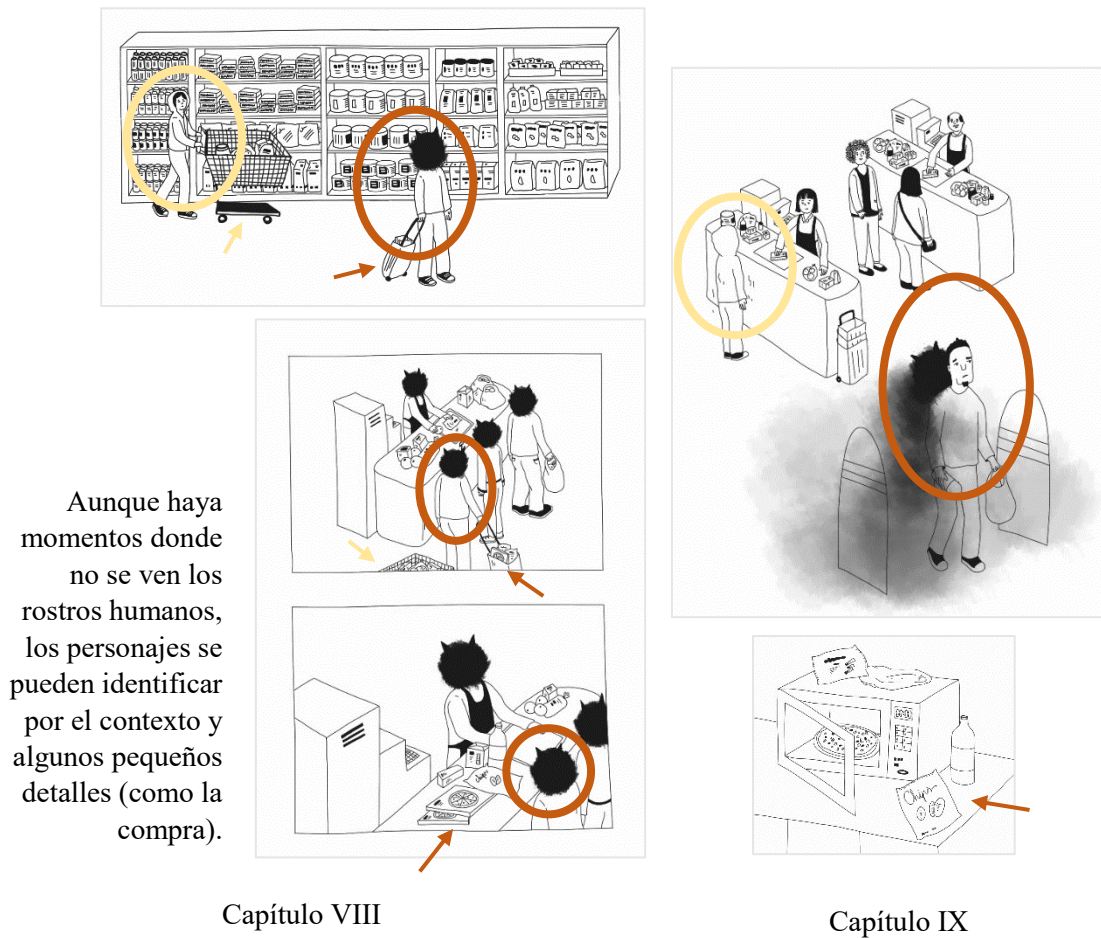 Aunque haya
momentos donde
no se ven los
rostros humanos,
los personajes se
pueden identificar
por el contexto y
algunos pequeños
detalles (como la
compra).
Chips
Capítulo VIII
Capítulo IX